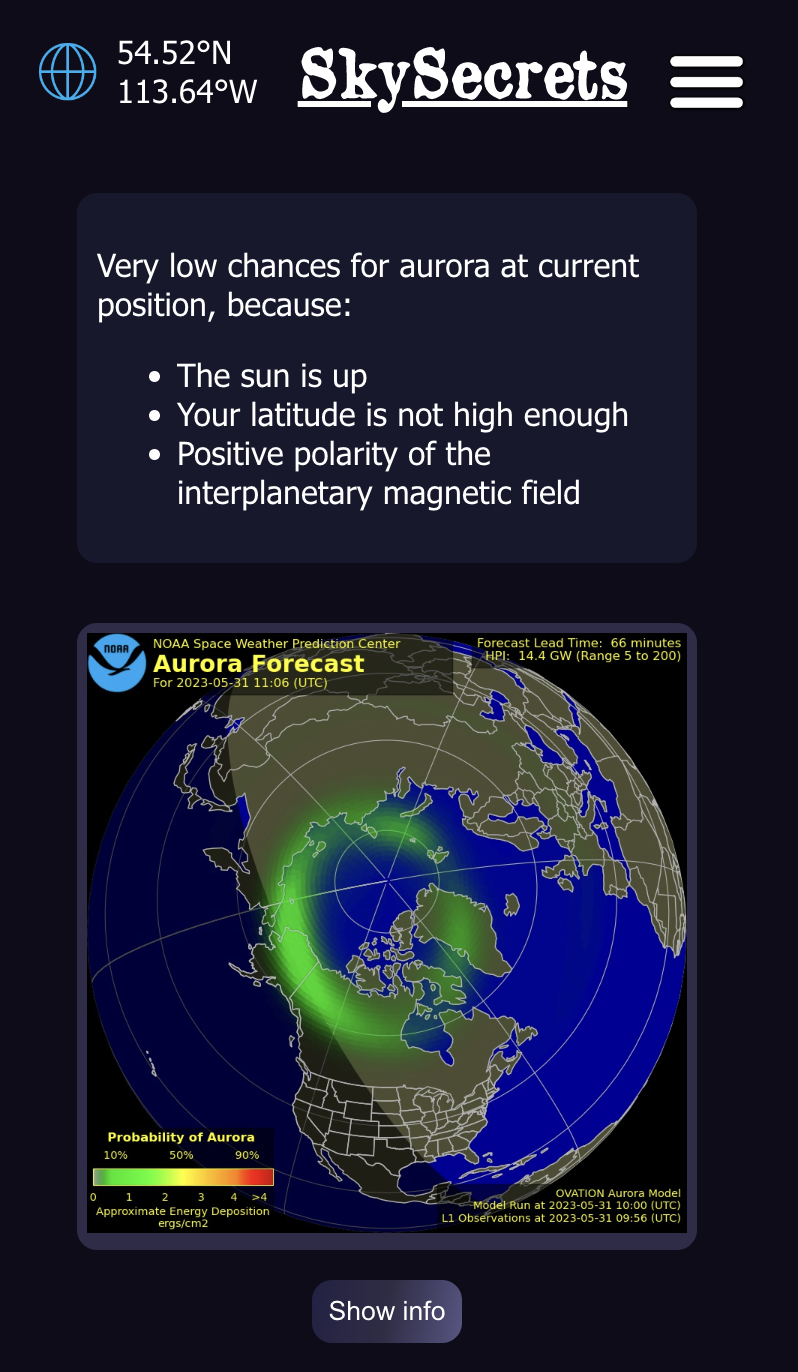 54.52°N
113.64°W
SkySecrets
Very low chances for aurora at current
position, because:
• The sun is up
• Your latitude is not high enough
• Positive polarity of the
interplanetary magnetic field
NOAA
NOAA Space Weather Prediction Center
Aurora Forecast
For 2023-05-31 11:06 (UTC)
Forecast Lead Time: 66 minutes
HPI: 14.4 GW (Range 5 to 200)
Probability of Aurora
10% 50% 90%
0 1 2 3 4 >4
Approximate Energy Deposition
ergs/cm2
OVATION Aurora Model
Model Run at 2023-05-31 10:00 (UTC)
L1 Observations at 2023-05-31 09:56 (UTC)
Show info